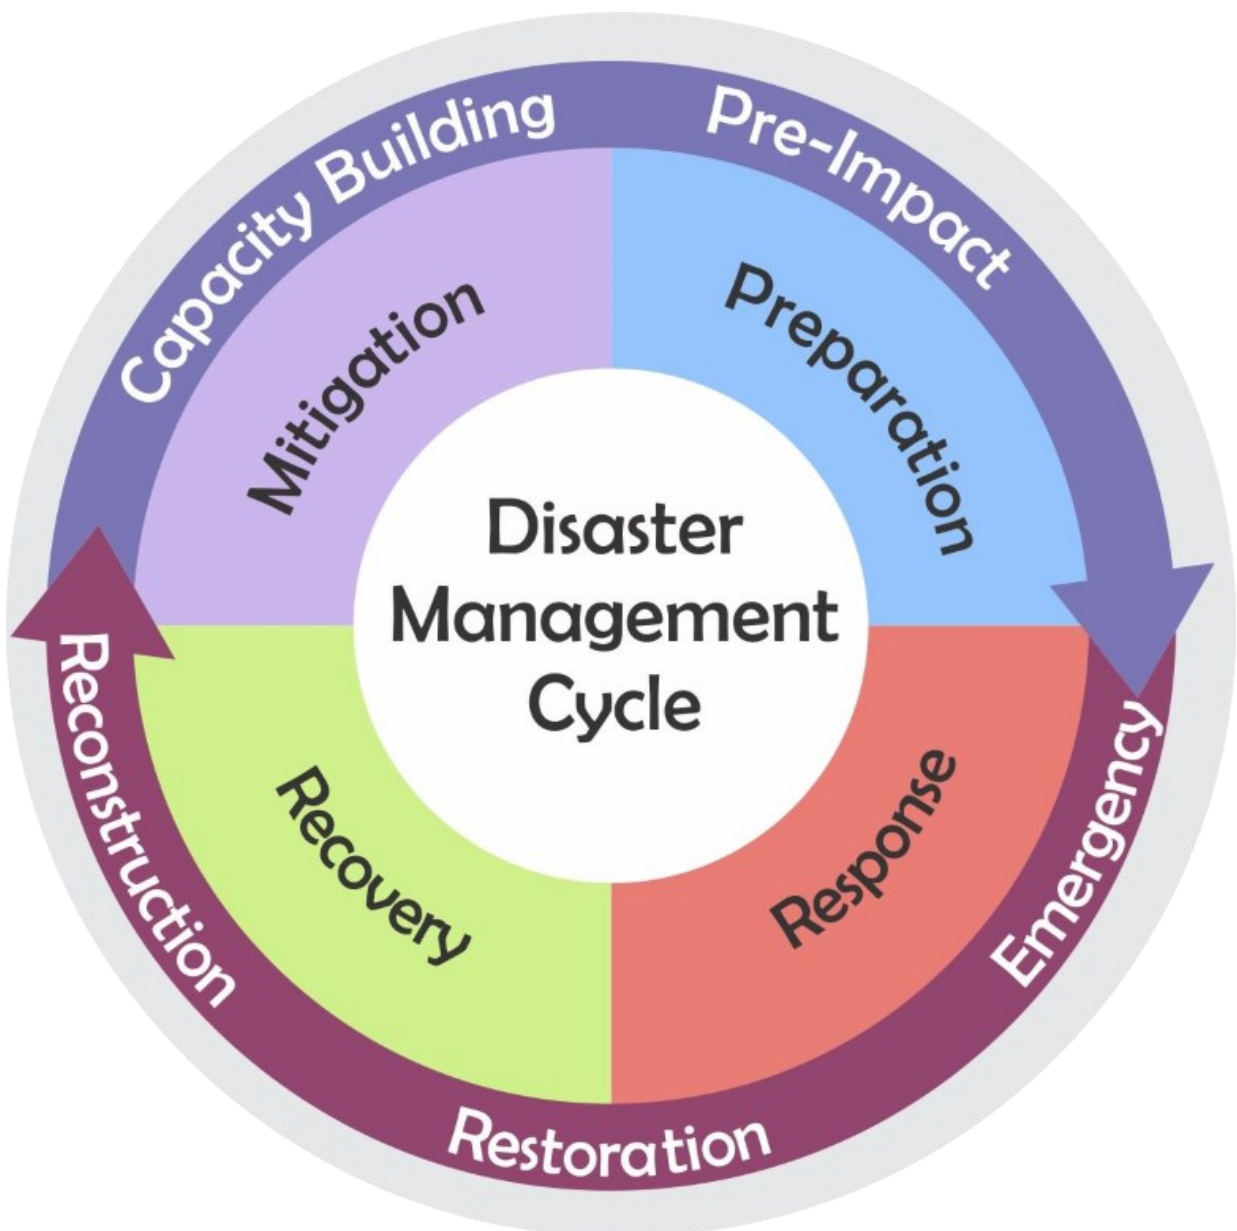 Capacity Building
Pre-Impact
Mitigation
Preparation
Disaster
Management
Cycle
Reconstruction
Recovery
Response
Emergency
Restoration